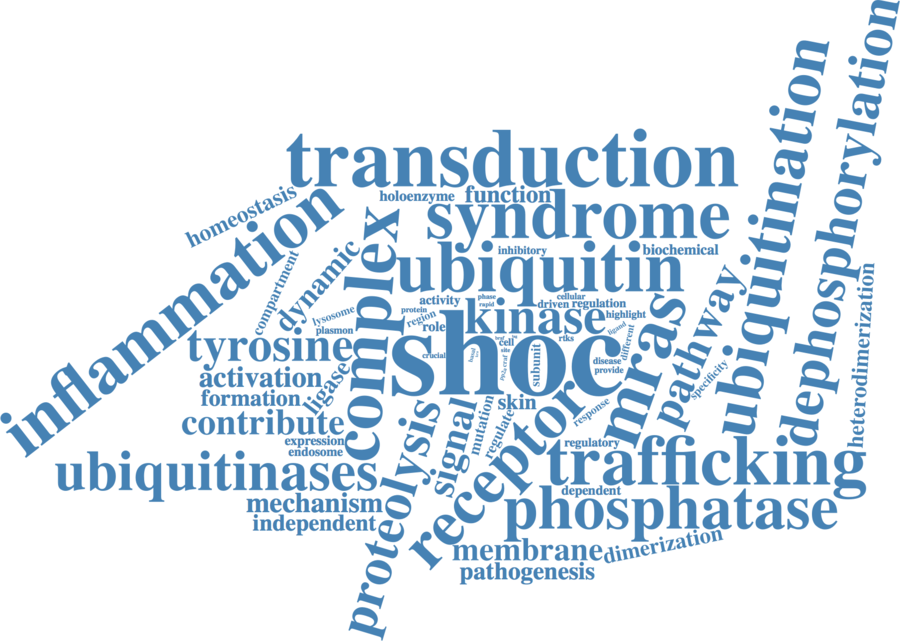 transduction
holoenzyme
function
homeostasis
syndrome
inflammation
complex
ubiquitin
inhibitory
biochemical
ubiquitination
dephosphorylation
compartment
dynamic
activity
phase
rapid
cellular
driven
regulation
lysosome
plasmon
protein
region
role
kinase
highlight
ligand
different
mras
pathway
heterodimerization
tyrosine
crucial
shoc
cell
site
rtks
subunit
disease
provide
specificity
activation
formation
ligase
contribute
skin
response
expression
endosome
proteolysis
signal
mutation
regulate
receptor
regulatory
trafficking
ubiquitinases
mechanism
independent
dependent
phosphatase
membrane
dimerization
pathogenesis